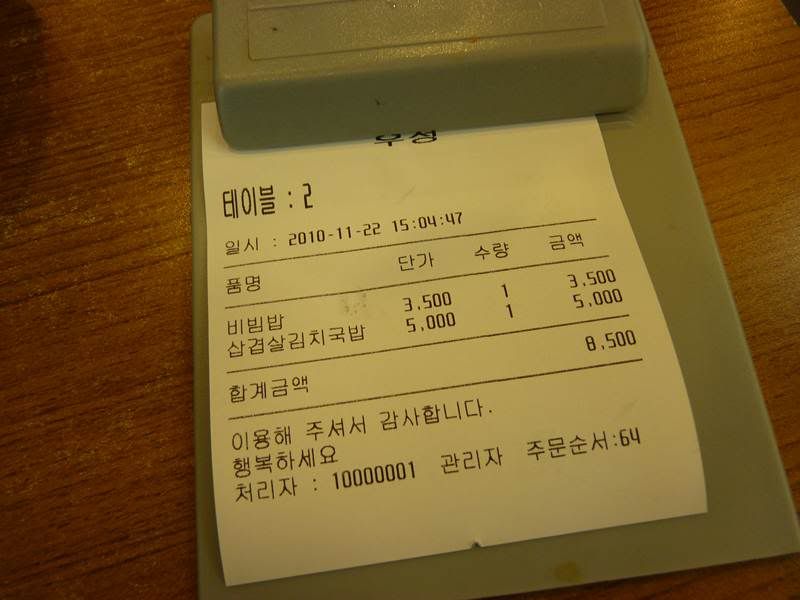 테이블 : 2
일시 : 2010-11-22 15:04:47
품명 단가 수량 금액
비빔밥 3,500 1 3,500
삽겹살김치국밥 5,000 1 5,000
합계금액 8,500
이용해 주셔서 감사합니다.
행복하세요
처리자 : 10000001 관리자 주문순서:64